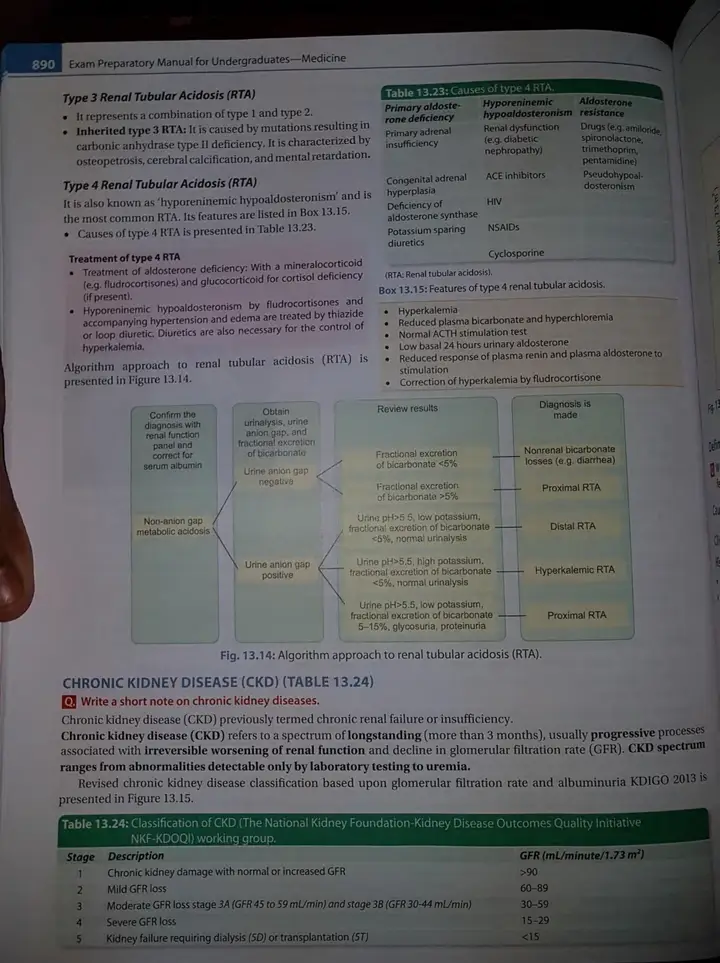 890 Exam Preparatory Manual for Undergraduates—Medicine
Type 3 Renal Tubular Acidosis (RTA)
• It represents a combination of type 1 and type 2.
• Inherited type 3 RTA: It is caused by mutations resulting in
carbonic anhydrase type II deficiency. It is characterized by
osteopetrosis, cerebral calcification, and mental retardation.
Type 4 Renal Tubular Acidosis (RTA)
It is also known as 'hyporeninemic hypoaldosteronism' and is
the most common RTA. Its features are listed in Box 13.15.
• Causes of type 4 RTA is presented in Table 13.23.
Treatment of type 4 RTA
• Treatment of aldosterone deficiency: With a mineralocorticoid
(e.g. fludrocortisones) and glucocorticoid for cortisol deficiency
(if present).
• Hyporeninemic hypoaldosteronism by fludrocortisones and
accompanying hypertension and edema are treated by thiazide
or loop diuretic. Diuretics are also necessary for the control of
hyperkalemia.
Algorithm approach to renal tubular acidosis (RTA) is
presented in Figure 13.14.
Table 13.23: Causes of type 4 RTA.
Primary aldoste-
rone deficiency
Hyporeninemic
hypoaldosteronism
Aldosterone
resistance
Primary adrenal
insufficiency
Renal dysfunction
(e.g. diabetic
nephropathy)
Drugs (e.g. amiloride,
spironolactone,
trimethoprim,
pentamidine)
Congenital adrenal
hyperplasia
ACE inhibitors
Pseudohypoal-
dosteronism
Deficiency of
aldosterone synthase
HIV
Potassium sparing
diuretics
NSAIDs
Cyclosporine
(RTA: Renal tubular acidosis).
Box 13.15: Features of type 4 renal tubular acidosis.
• Hyperkalemia
• Reduced plasma bicarbonate and hyperchloremia
• Normal ACTH stimulation test
• Low basal 24 hours urinary aldosterone
• Reduced response of plasma renin and plasma aldosterone to
stimulation
• Correction of hyperkalemia by fludrocortisone
Confirm the
diagnosis with
renal function
panel and
correct for
serum albumin
Non-anion gap
metabolic acidosis
Obtain
urinalysis, urine
anion gap, and
fractional excretion
of bicarbonate
Urine anion gap
negative
Urine anion gap
positive
Review results
Fractional excretion
of bicarbonate <5%
Fractional excretion
of bicarbonate >5%
Urine pH>5.5, low potassium,
fractional excretion of bicarbonate
<5%, normal urinalysis
Urine pH>5.5, high potassium,
fractional excretion of bicarbonate
<5%, normal urinalysis
Urine pH>5.5, low potassium,
fractional excretion of bicarbonate
5–15%, glycosuria, proteinuria
Diagnosis is
made
Nonrenal bicarbonate
losses (e.g. diarrhea)
Proximal RTA
Distal RTA
Hyperkalemic RTA
Proximal RTA
Fig. 13.14: Algorithm approach to renal tubular acidosis (RTA).
CHRONIC KIDNEY DISEASE (CKD) (TABLE 13.24)
Q. Write a short note on chronic kidney diseases.
Chronic kidney disease (CKD) previously termed chronic renal failure or insufficiency.
Chronic kidney disease (CKD) refers to a spectrum of longstanding (more than 3 months), usually progressive processes
associated with irreversible worsening of renal function and decline in glomerular filtration rate (GFR). CKD spectrum
ranges from abnormalities detectable only by laboratory testing to uremia.
Revised chronic kidney disease classification based upon glomerular filtration rate and albuminuria KDIGO 2013 is
presented in Figure 13.15.
Table 13.24: Classification of CKD (The National Kidney Foundation-Kidney Disease Outcomes Quality Initiative
NKF-KDOQI) working group.
Stage Description GFR (mL/minute/1.73 m²)
1 Chronic kidney damage with normal or increased GFR >90
2 Mild GFR loss 60–89
3 Moderate GFR loss stage 3A (GFR 45 to 59 mL/min) and stage 3B (GFR 30-44 mL/min) 30–59
4 Severe GFR loss 15-29
5 Kidney failure requiring dialysis (5D) or transplantation (5T) <15